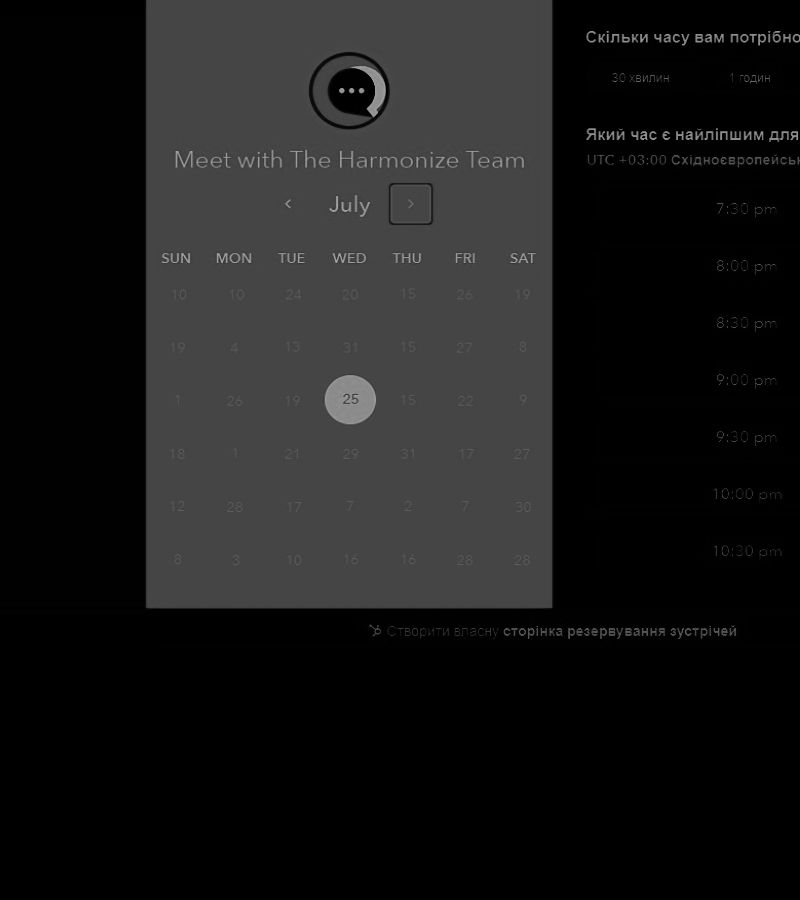 Meet with The Harmonize Team
July
SUN MON TUE WED THU FRI SAT
10 10 24 20 15 26 19
19 4 13 31 15 27 8
1 26 19 25 15 22 9
18 1 21 29 31 17 27
12 28 17 7 2 7 30
8 3 10 16 16 28 28
Скільки часу вам потрібно
30 хвилин 1 годин
Який час є найліпшим для
UTC +03:00 Східноєвропейськ
7:30 pm
8:00 pm
8:30 pm
9:00 pm
9:30 pm
10:00 pm
10:30 pm
Створити власну сторінка резервування зустрічей